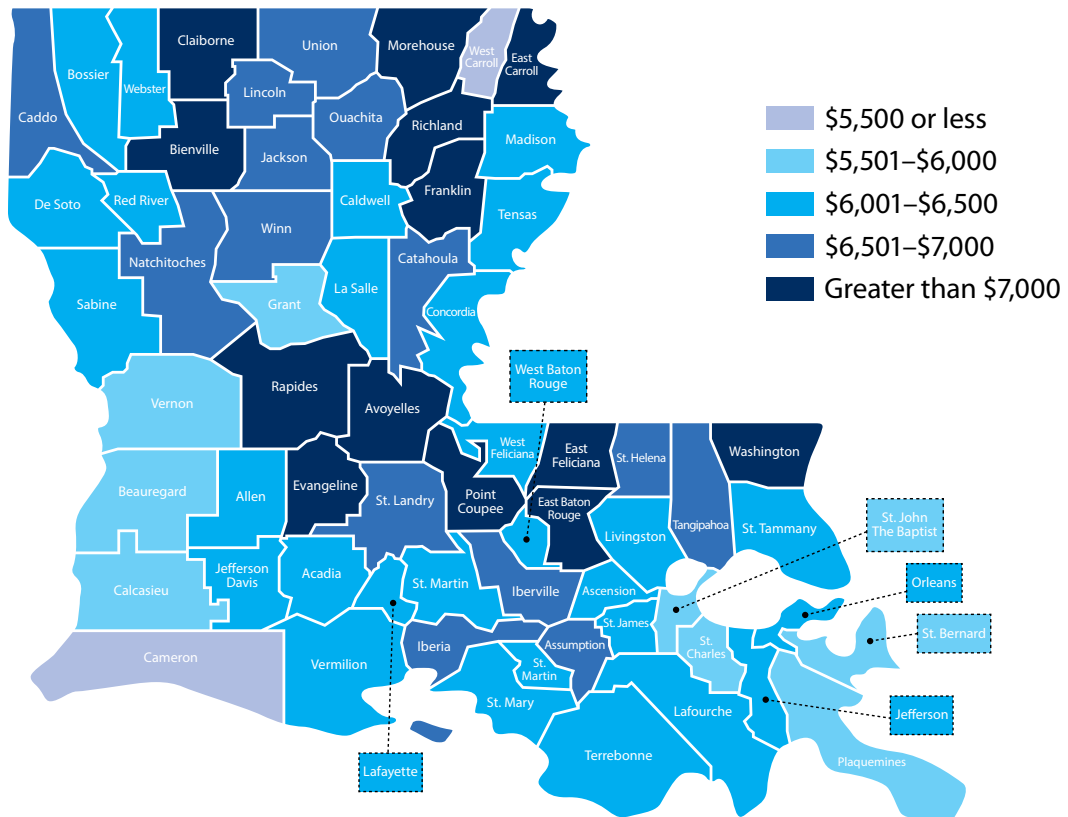 Claiborne
Union
Morehouse
West
Carroll
East
Carroll
Bossier
Webster
Lincoln
Caddo
Ouachita
Richland
Madison
Bienville
Jackson
Franklin
De Soto
Red River
Caldwell
Tensas
Winn
Natchitoches
Catahoula
La Salle
Sabine
Grant
Concordia
Rapides
Vernon
Avoyelles
West Baton
Rouge
West
Feliciana
East
Feliciana
St. Helena
Washington
Beauregard
Allen
Evangeline
St. Landry
Point
Coupee
East Baton
Rouge
Tangipahoa
St. Tammany
Livingston
St. John
The Baptist
Calcasieu
Jefferson
Davis
Acadia
St. Martin
Iberville
Ascension
Orleans
St. James
St. Bernard
Cameron
Vermilion
Iberia
Assumption
St.
Charles
St.
Martin
St. Mary
Lafourche
Jefferson
Terrebonne
Plaquemines
Lafayette
$5,500 or less
$5,501–$6,000
$6,001–$6,500
$6,501–$7,000
Greater than $7,000